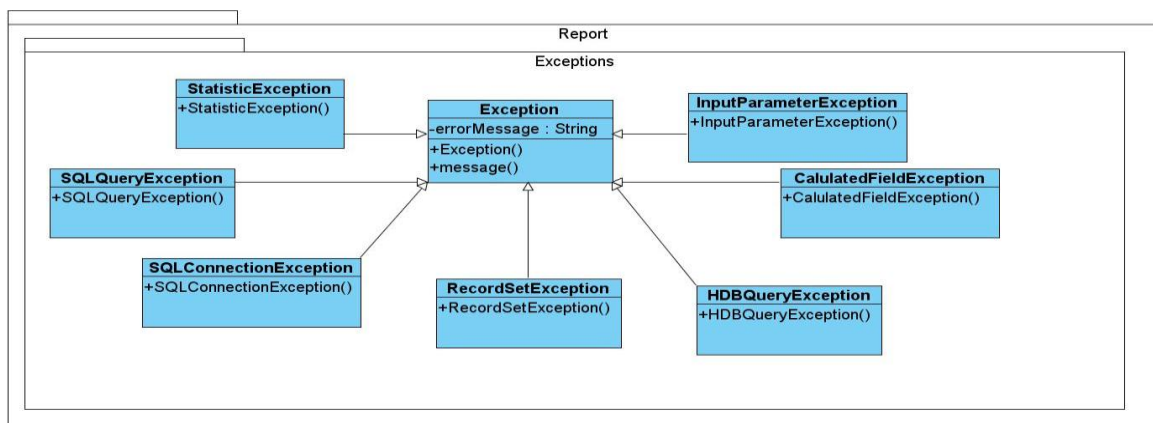 Report
Exceptions
StatisticException
+StatisticException()
Exception
-errorMessage : String
+Exception()
+message()
InputParameterException
+InputParameterException()
SQLQueryException
+SQLQueryException()
CalulatedFieldException
+CalulatedFieldException()
SQLConnectionException
+SQLConnectionException()
RecordSetException
+RecordSetException()
HDBQueryException
+HDBQueryException()